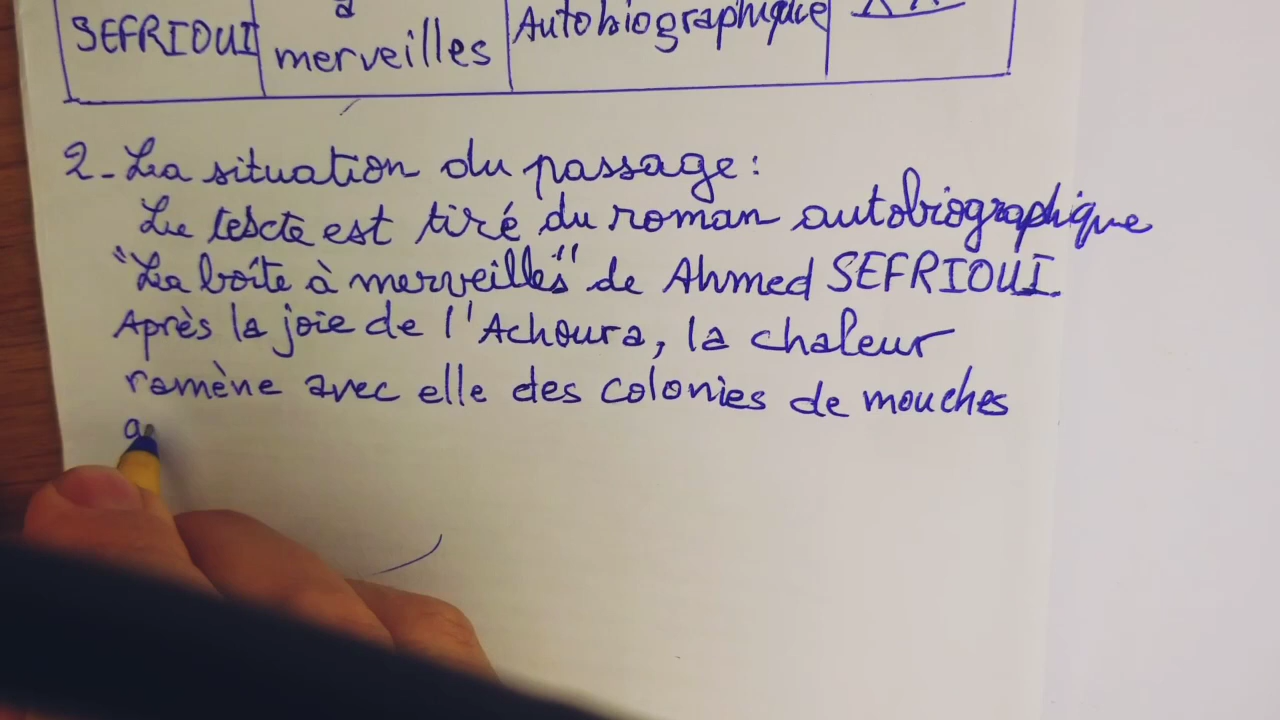 à
SEFRIOUI merveilles Autobiographique
2- La situation du passage :
Le texte est tiré du roman autobiographique
"La boîte à merveilles" de Ahmed SEFRIOUI.
Après la joie de l'Achoura, la chaleur
ramène avec elle des colonies de mouches